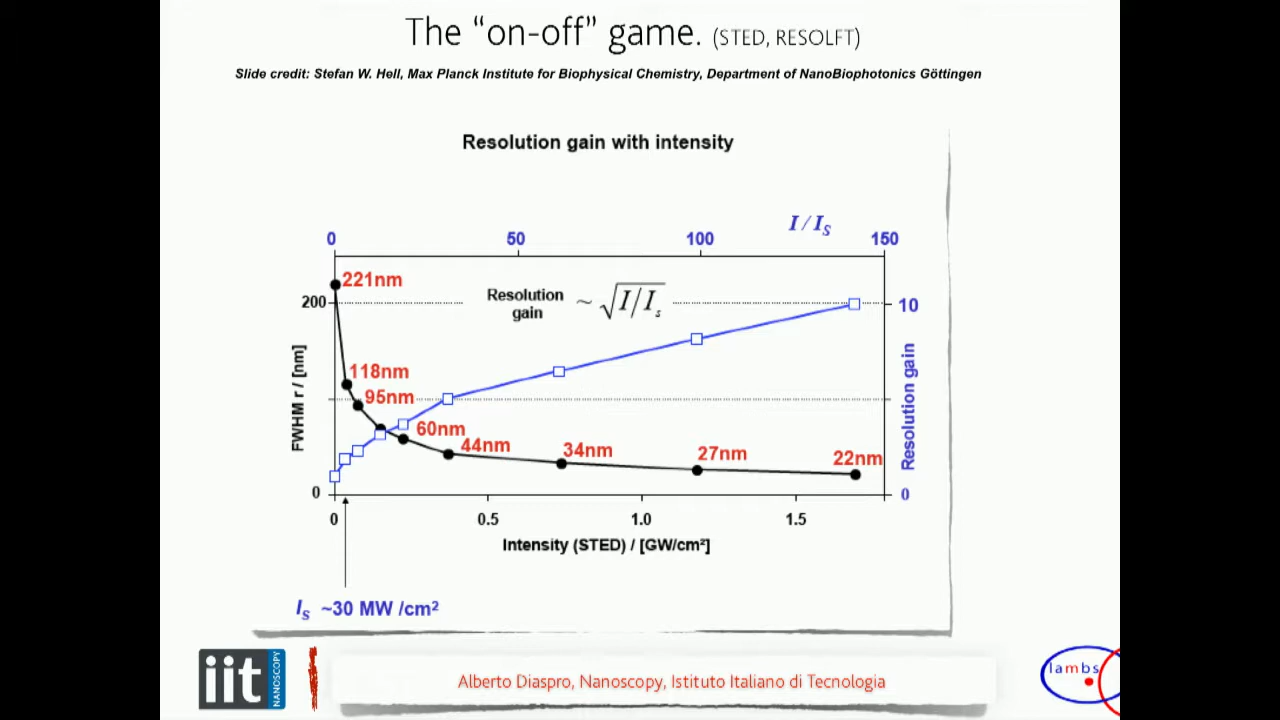 The “on-off” game. (STED, RESOLFT)
Slide credit: Stefan W. Hell, Max Planck Institute for Biophysical Chemistry, Department of NanoBiophotonics Göttingen
Resolution gain with intensity
I / I_S
0 50 100 150
221nm
200
Resolution gain ~ √I/I_s
10
118nm
95nm
60nm
44nm
34nm
27nm
22nm
FWHM r / [nm]
Resolution gain
0
0
0 0.5 1.0 1.5
Intensity (STED) / [GW/cm²]
I_S ~30 MW /cm²
iit
NANOSCOPY
Alberto Diaspro, Nanoscopy, Istituto Italiano di Tecnologia
lambs